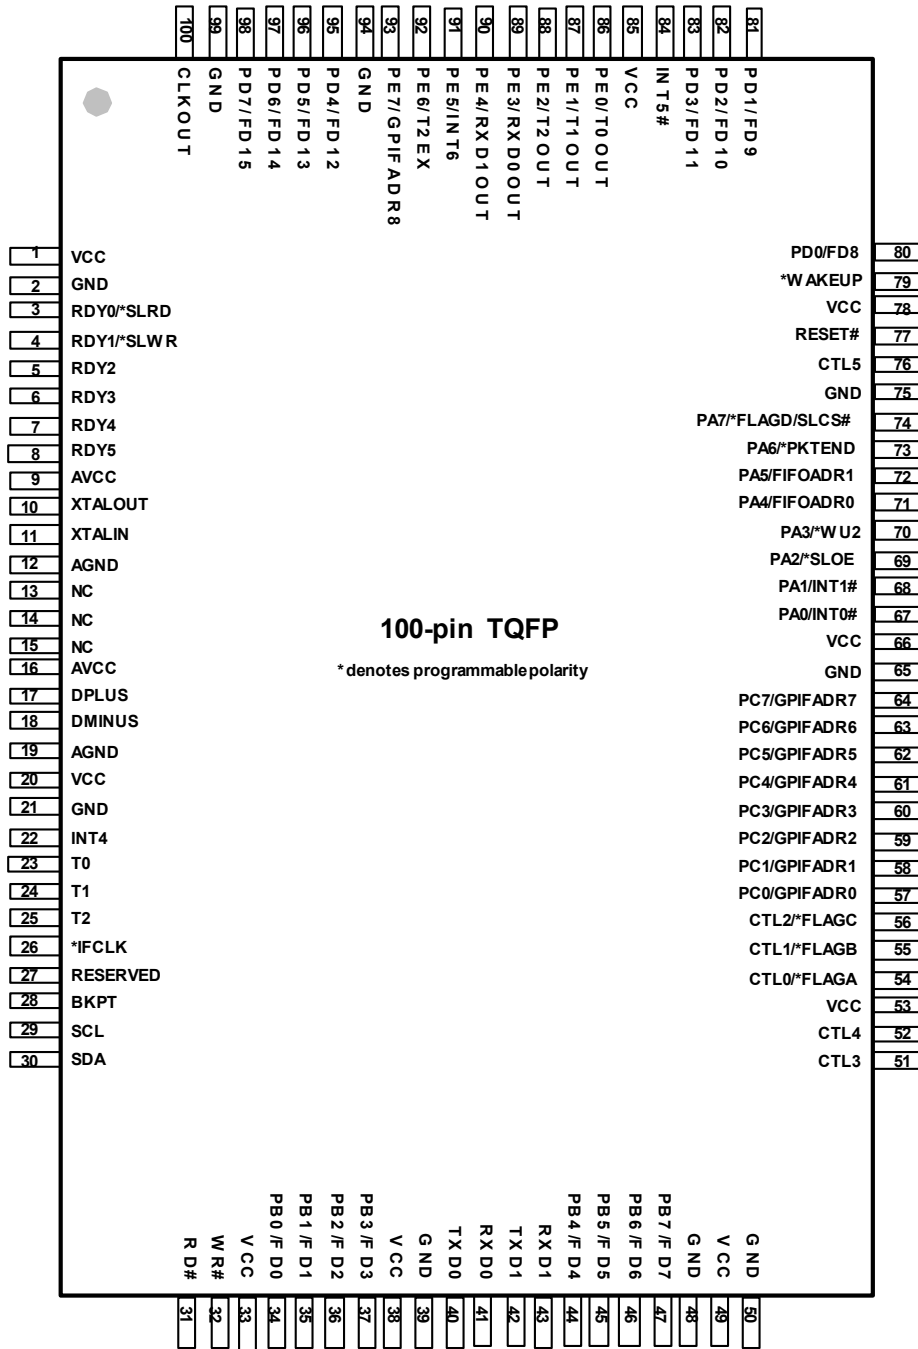 100 99 98 97 96 95 94 93 92 91 90 89 88 87 86 85 84 83 82 81
CLKOUT
GND
PD7/FD15
PD6/FD14
PD5/FD13
PD4/FD12
GND
PE7/GPIFADR8
PE6/T2EX
PE5/INT6
PE4/RXD1OUT
PE3/RXD0OUT
PE2/T2OUT
PE1/T1OUT
PE0/T0OUT
VCC
INT5#
PD3/FD11
PD2/FD10
PD1/FD9
1 VCC
2 GND
3 RDY0/*SLRD
4 RDY1/*SLWR
5 RDY2
6 RDY3
7 RDY4
8 RDY5
9 AVCC
10 XTALOUT
11 XTALIN
12 AGND
13 NC
14 NC
15 NC
16 AVCC
17 DPLUS
18 DMINUS
19 AGND
20 VCC
21 GND
22 INT4
23 T0
24 T1
25 T2
26 *IFCLK
27 RESERVED
28 BKPT
29 SCL
30 SDA
100-pin TQFP
* denotes programmable polarity
PD0/FD8 80
*WAKEUP 79
VCC 78
RESET# 77
CTL5 76
GND 75
PA7/*FLAGD/SLCS# 74
PA6/*PKTEND 73
PA5/FIFOADR1 72
PA4/FIFOADR0 71
PA3/*WU2 70
PA2/*SLOE 69
PA1/INT1# 68
PA0/INT0# 67
VCC 66
GND 65
PC7/GPIFADR7 64
PC6/GPIFADR6 63
PC5/GPIFADR5 62
PC4/GPIFADR4 61
PC3/GPIFADR3 60
PC2/GPIFADR2 59
PC1/GPIFADR1 58
PC0/GPIFADR0 57
CTL2/*FLAGC 56
CTL1/*FLAGB 55
CTL0/*FLAGA 54
VCC 53
CTL4 52
CTL3 51
RD#
WR#
VCC
PB0/FD0
PB1/FD1
PB2/FD2
PB3/FD3
VCC
GND
TXD0
RXD0
TXD1
RXD1
PB4/FD4
PB5/FD5
PB6/FD6
PB7/FD7
GND
VCC
GND
31 32 33 34 35 36 37 38 39 40 41 42 43 44 45 46 47 48 49 50